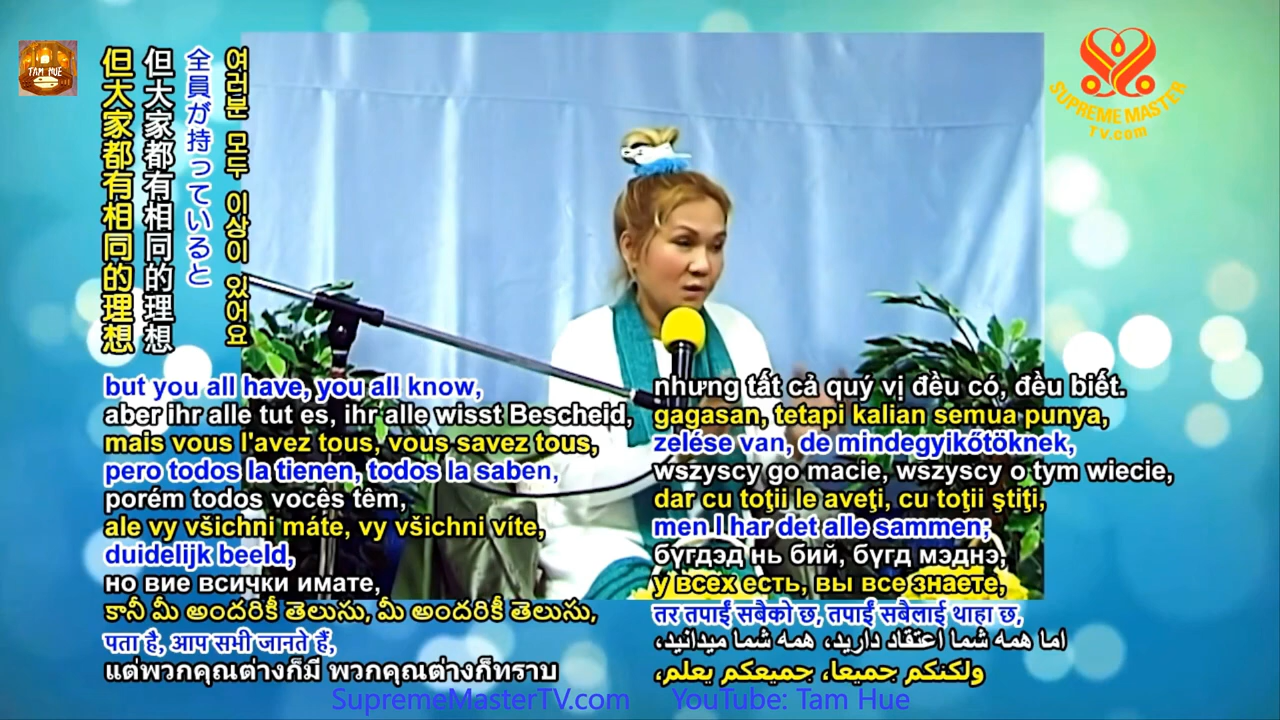 TAM HUE
但大家都有相同的理想
但大家都有相同的理想
全員が持っていると
여러분 모두 이상이 있어요
SUPREME MASTER
TV.com
but you all have, you all know,
aber ihr alle tut es, ihr alle wisst Bescheid,
mais vous l'avez tous, vous savez tous,
pero todos la tienen, todos la saben,
porém todos vocês têm,
ale vy všichni máte, vy všichni víte,
duidelijk beeld,
но вие всички имате,
కానీ మీ అందరికీ తెలుసు, మీ అందరికీ తెలుసు,
पता है, आप सभी जानते हैं,
แต่พวกคุณต่างก็มี พวกคุณต่างก็ทราบ
nhưng tất cả quý vị đều có, đều biết.
gagasan, tetapi kalian semua punya,
zelése van, de mindegyikőtöknek,
wszyscy go macie, wszyscy o tym wiecie,
dar cu toţii le aveţi, cu toţii ştiţi,
men I har det alle sammen;
бүгдэд нь бий, бүгд мэднэ,
у всех есть, вы все знаете,
तर तपाईं सबैको छ, तपाईं सबैलाई थाहा छ,
اما همه شما اعتقاد دارید، همه شما میدانید،
ولكنكم جميعا، جميعكم يعلم،
SupremeMasterTV.com YouTube: Tam Hue